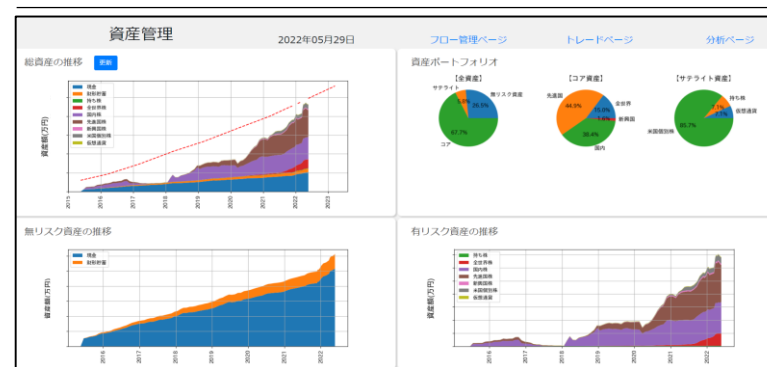 資産管理
2022年05月29日
フロー管理ページ
トレードページ
分析ページ
総資産の推移
更新
現金
財形貯蓄
持ち株
全世界株
国内株
先進国株
新興国株
米国個別株
仮想通貨
資産額(万円)
2015
2016
2017
2018
2019
2020
2021
2022
2023
資産ポートフォリオ
【全資産】
サテライト
無リスク資産
26.5%
67.7%
コア
【コア資産】
先進国
44.9%
全世界
15.0%
新興国
39.4%
国内
【サテライト資産】
持ち株
仮想通貨
米国個別株
85.7%
無リスク資産の推移
現金
財形貯蓄
資産額(万円)
2016
2017
2018
2019
2020
2021
2022
有リスク資産の推移
持ち株
全世界株
国内株
先進国株
新興国株
米国個別株
仮想通貨
資産額(万円)
2016
2017
2018
2019
2020
2021
2022